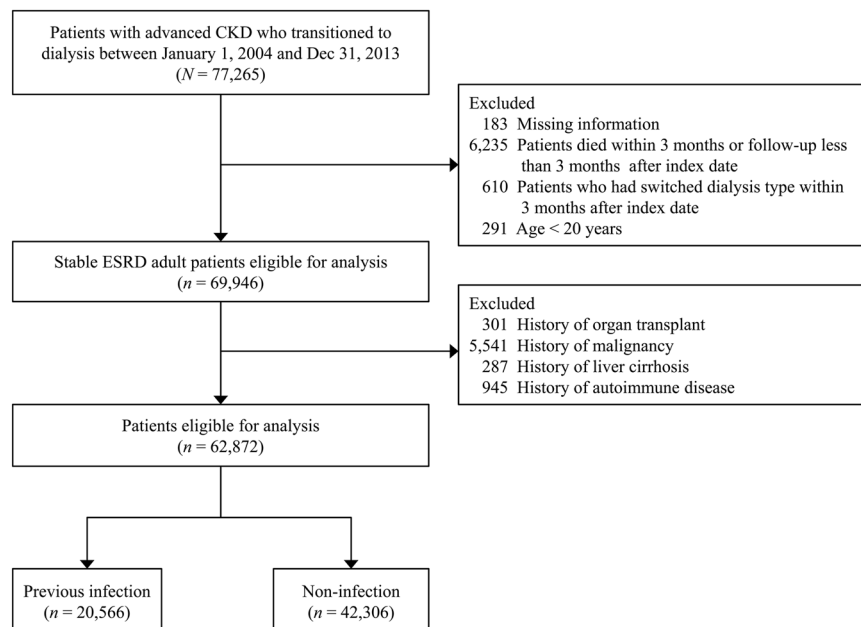 Patients with advanced CKD who transitioned to
dialysis between January 1, 2004 and Dec 31, 2013
(N = 77,265)
Excluded
183 Missing information
6,235 Patients died within 3 months or follow-up less
than 3 months after index date
610 Patients who had switched dialysis type within
3 months after index date
291 Age < 20 years
Stable ESRD adult patients eligible for analysis
(n = 69,946)
Excluded
301 History of organ transplant
5,541 History of malignancy
287 History of liver cirrhosis
945 History of autoimmune disease
Patients eligible for analysis
(n = 62,872)
Previous infection
(n = 20,566)
Non-infection
(n = 42,306)